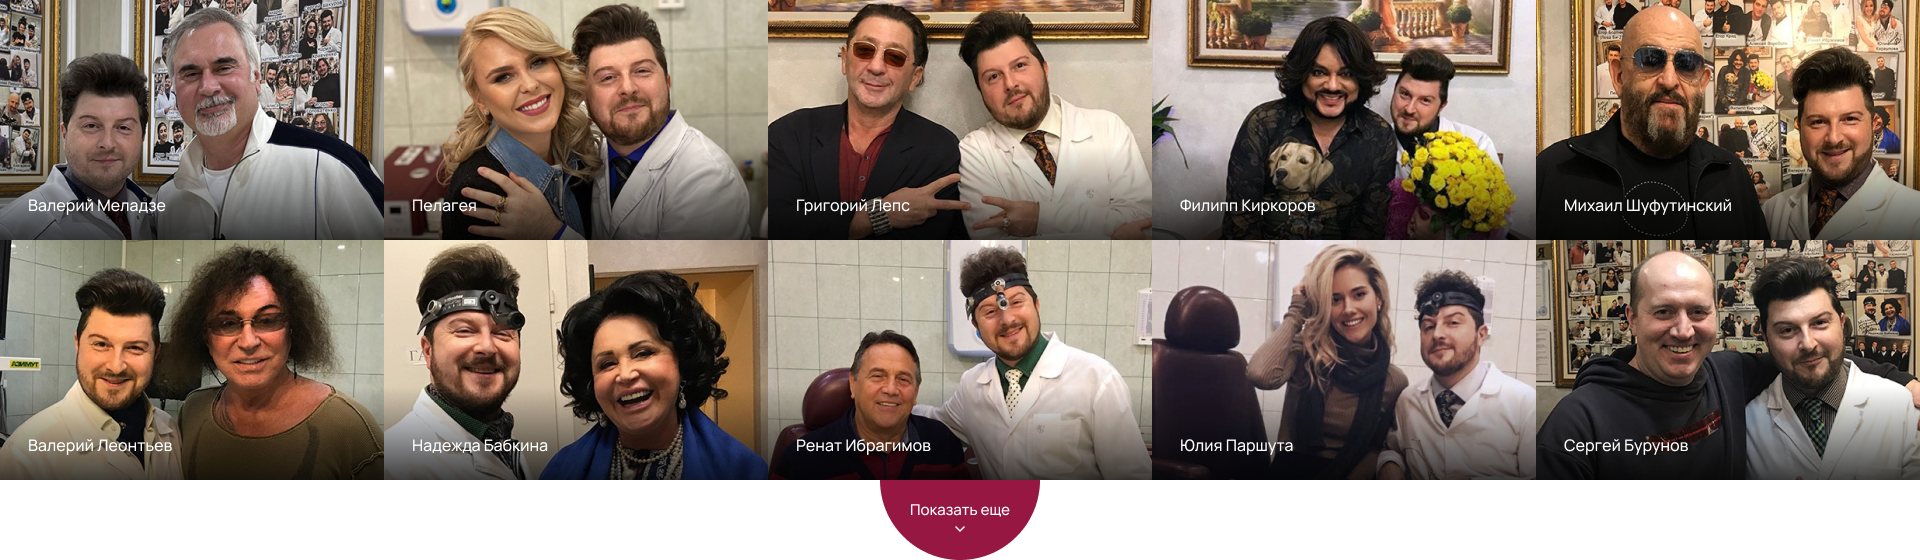 Валерий Меладзе
Пелагея
Григорий Лепс
Филипп Киркоров
Михаил Шуфутинский
АЗИМУТ
Валерий Леонтьев
Надежда Бабкина
Ренат Ибрагимов
Юлия Паршута
Сергей Бурунов
Показать еще